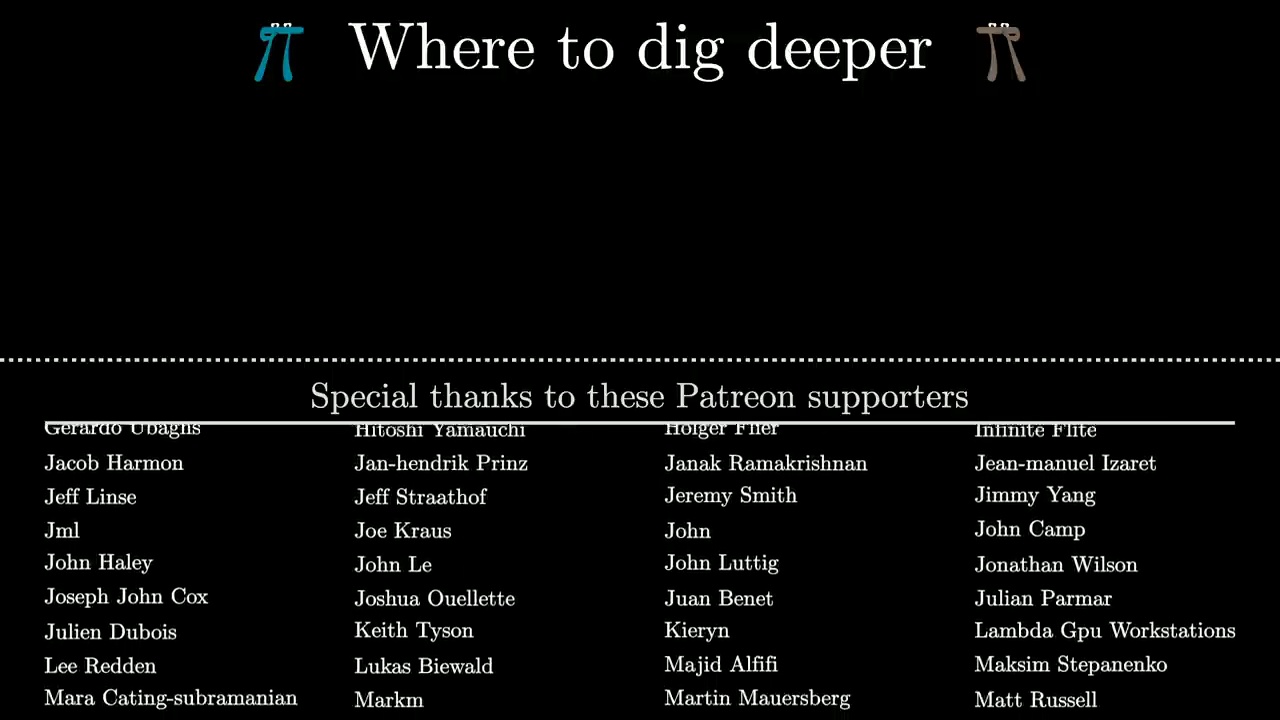 Where to dig deeper
Special thanks to these Patreon supporters
Gerardo Ubaghs Hitoshi Yamauchi Holger Flier Infinite Flite
Jacob Harmon Jan-hendrik Prinz Janak Ramakrishnan Jean-manuel Izaret
Jeff Linse Jeff Straathof Jeremy Smith Jimmy Yang
Jml Joe Kraus John John Camp
John Haley John Le John Luttig Jonathan Wilson
Joseph John Cox Joshua Ouellette Juan Benet Julian Parmar
Julien Dubois Keith Tyson Kieryn Lambda Gpu Workstations
Lee Redden Lukas Biewald Majid Alfifi Maksim Stepanenko
Mara Cating-subramanian Markm Martin Mauersberg Matt Russell